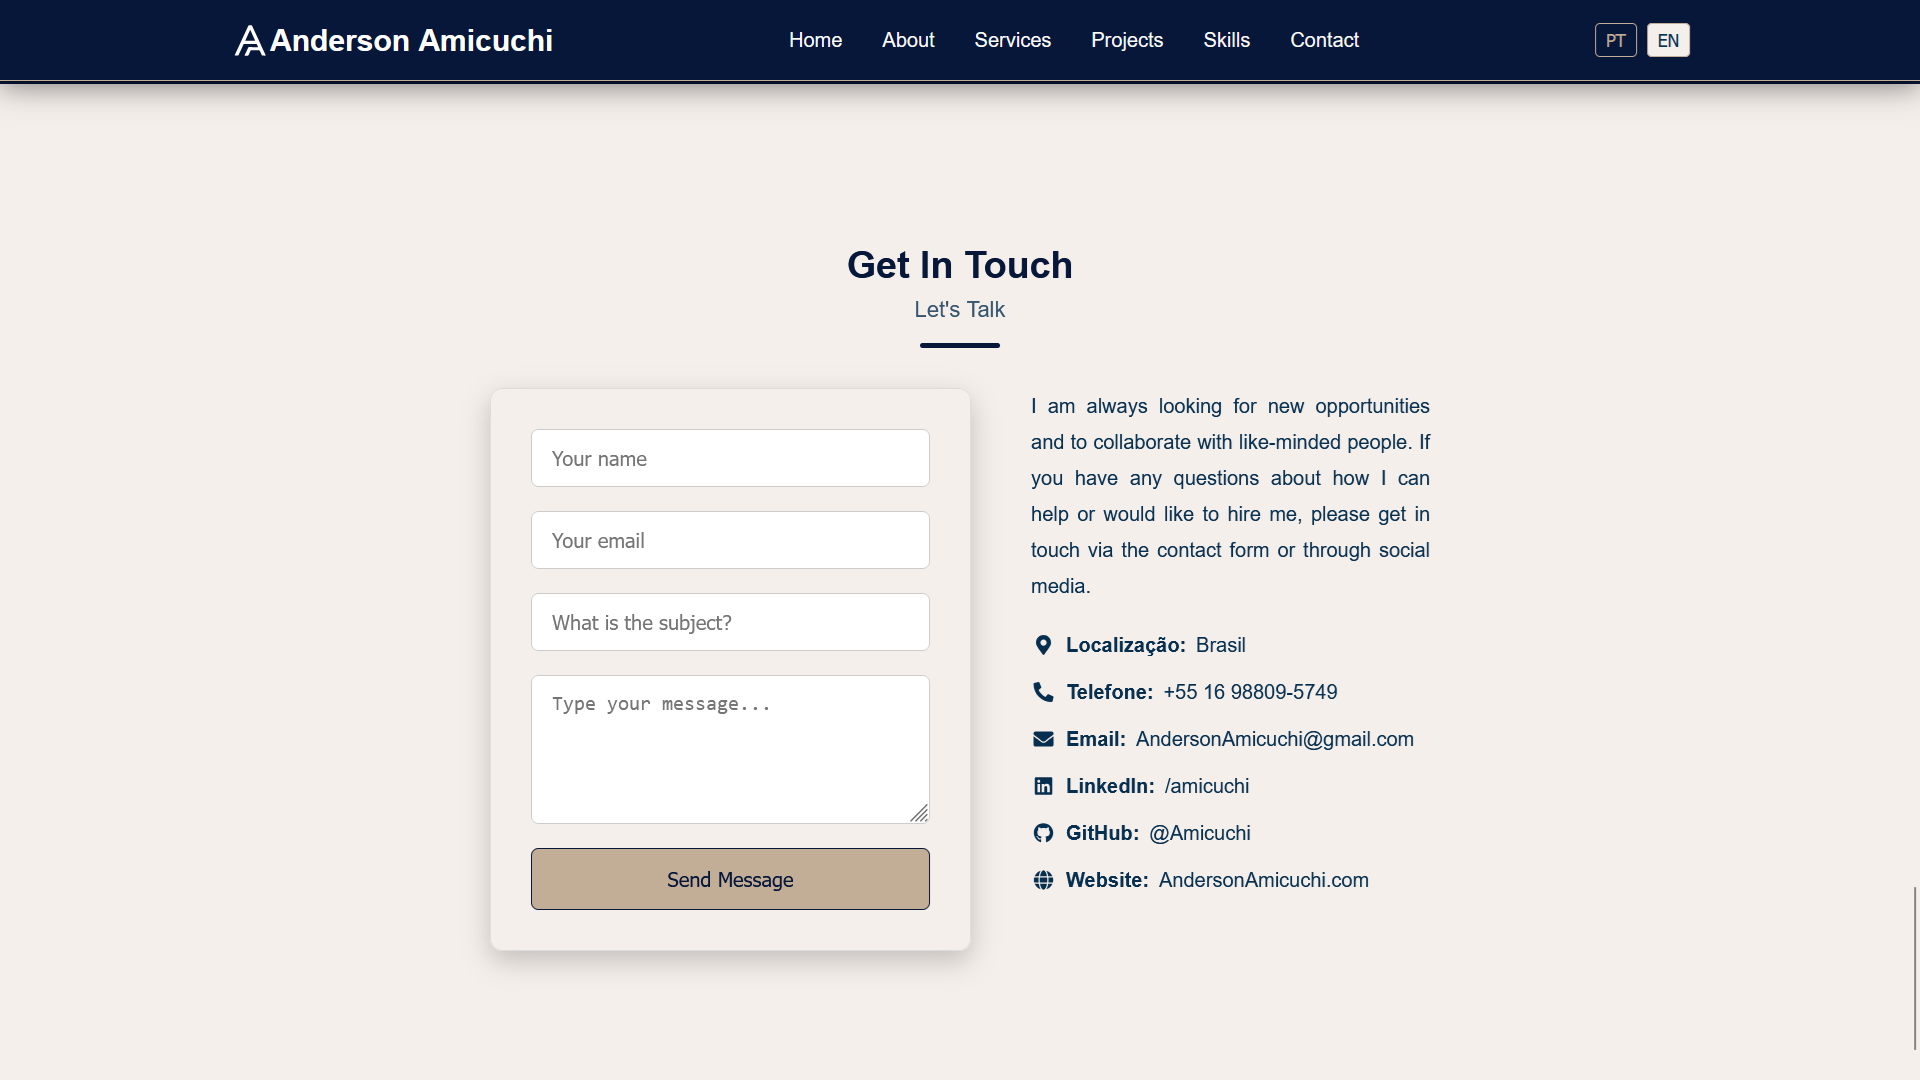 Anderson Amicuchi
Home
About
Services
Projects
Skills
Contact
PT
EN
Get In Touch
Let's Talk
Your name
Your email
What is the subject?
Type your message...
Send Message
I am always looking for new opportunities
and to collaborate with like-minded people. If
you have any questions about how I can
help or would like to hire me, please get in
touch via the contact form or through social
media.
Localização: Brasil
Telefone: +55 16 98809-5749
Email: AndersonAmicuchi@gmail.com
LinkedIn: /amicuchi
GitHub: @Amicuchi
Website: AndersonAmicuchi.com